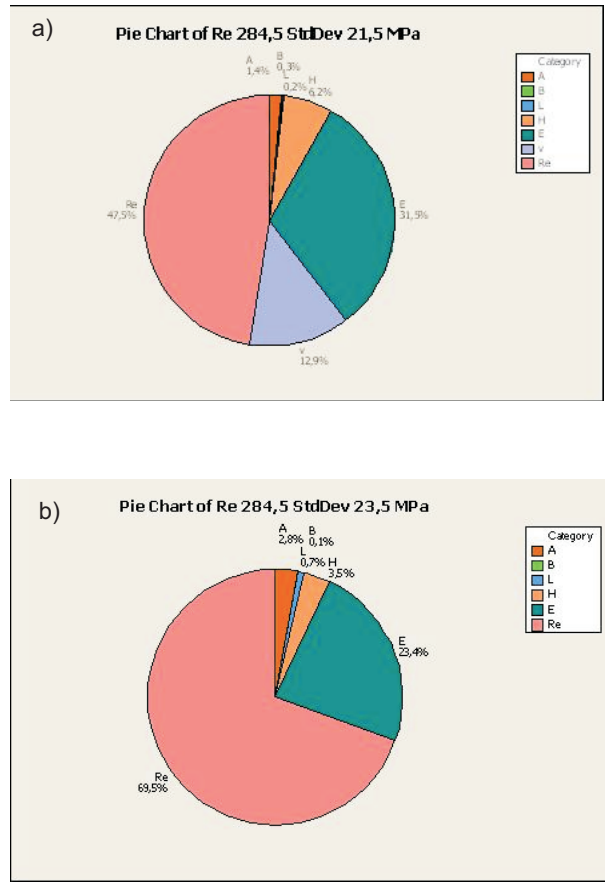 a)
Pie Chart of Re 284,5 StdDev 21,5 MPa
A
1,4%
B
0,3%
L
0,2%
H
6,2%
E
31,5%
v
12,9%
Re
47,5%
Category
A
B
L
H
E
v
Re
b)
Pie Chart of Re 284,5 StdDev 23,5 MPa
A
2,8%
B
0,1%
L
0,7%
H
3,5%
E
23,4%
Re
69,5%
Category
A
B
L
H
E
Re